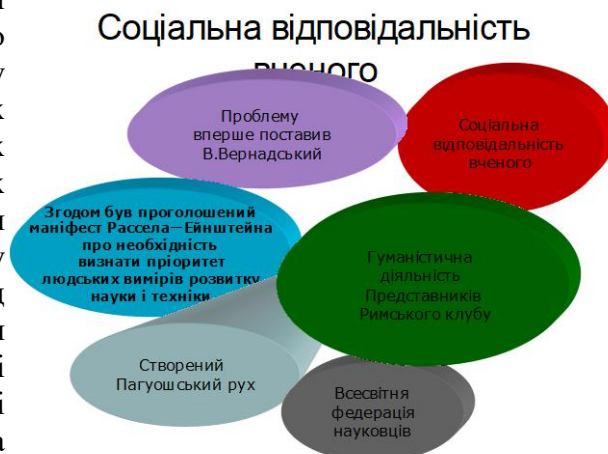 Соціальна відповідальність
вченого
Проблему
вперше поставив
В.Вернадський
Соціальна
відповідальність
вченого
Згодом був проголошений
маніфест Рассела—Ейнштейна
про необхідність
визнати пріоритет
людських вимірів розвитку
науки і техніки
Гуманістична
діяльність
Представників
Римського клубу
Створений
Пагуошський рух
Всесвітня
федерація
науковців